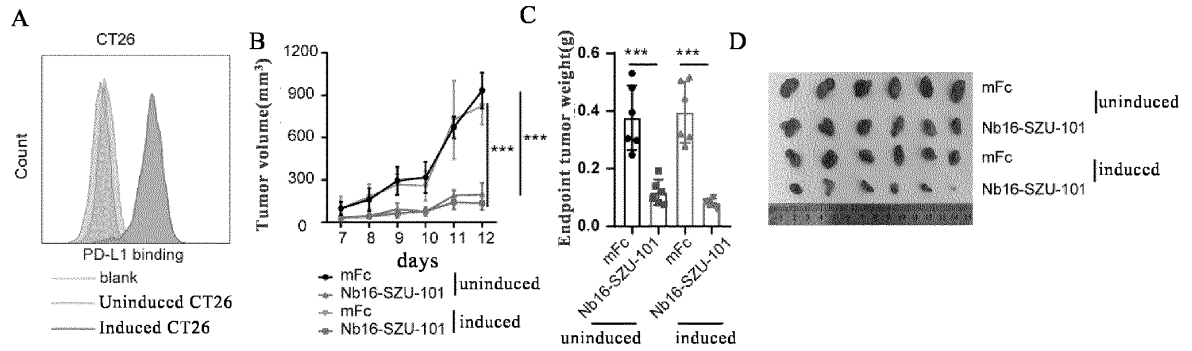 A
CT26
Count
PD-L1 binding
blank
Uninduced CT26
Induced CT26
B
Tumor volume(mm³)
1200
900
600
300
0
7 8 9 10 11 12
days
***
***
mFc
Nb16-SZU-101
uninduced
mFc
Nb16-SZU-101
induced
C
Endpoint tumor weight(g)
0.6
0.4
0.2
0.0
***
***
mFc
Nb16-SZU-101
mFc
Nb16-SZU-101
uninduced
induced
D
mFc
Nb16-SZU-101
uninduced
mFc
Nb16-SZU-101
induced